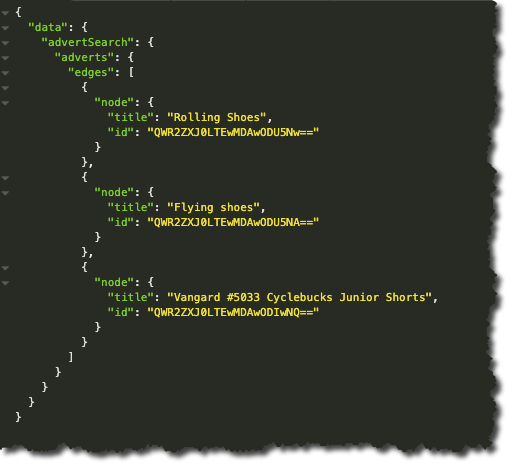 {
"data": {
"advertSearch": {
"adverts": {
"edges": [
{
"node": {
"title": "Rolling Shoes",
"id": "QWR2ZXJ0LTEwMDAwODU5Nw=="
}
},
{
"node": {
"title": "Flying shoes",
"id": "QWR2ZXJ0LTEwMDAwODU5NA=="
}
},
{
"node": {
"title": "Vangard #5033 Cyclebucks Junior Shorts",
"id": "QWR2ZXJ0LTEwMDAwODIwNQ=="
}
}
]
}
}
}
}